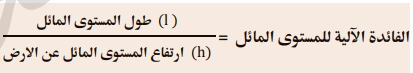 الفائدة الآلية للمستوى المائل = 
(l) طول المستوى المائل
(h) ارتفاع المستوى المائل عن الارض